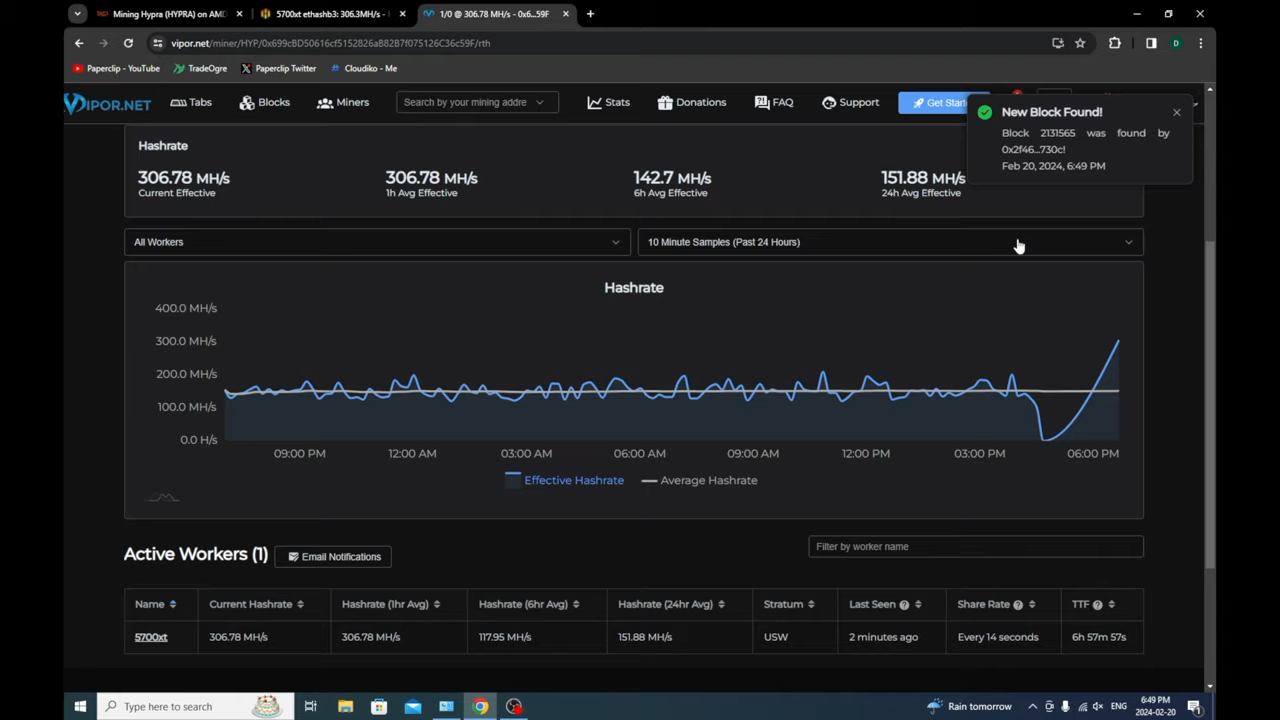 Mining Hypra (HYPRA) on AMD
5700xt ethashb3: 306.3MH/s -
1/0 @ 306.78 MH/s - 0x6...59F
vipor.net/miner/HYP/0x699cBD50616cf5152826aB82B7f075126C36c59F/rth
Paperclip - YouTube
TradeOgre
Paperclip Twitter
Cloudiko - Me
VIPOR.NET
Tabs
Blocks
Miners
Search by your mining addre
Stats
Donations
FAQ
Support
New Block Found!
Block 2131565 was found by
0x2f46...730c!
Feb 20, 2024, 6:49 PM
Hashrate
306.78 MH/s
Current Effective
306.78 MH/s
1h Avg Effective
142.7 MH/s
6h Avg Effective
151.88 MH/s
24h Avg Effective
All Workers
10 Minute Samples (Past 24 Hours)
Hashrate
400.0 MH/s
300.0 MH/s
200.0 MH/s
100.0 MH/s
0.0 H/s
09:00 PM 12:00 AM 03:00 AM 06:00 AM 09:00 AM 12:00 PM 03:00 PM 06:00 PM
Effective Hashrate Average Hashrate
Active Workers (1)
Email Notifications
Filter by worker name
Name Current Hashrate Hashrate (1hr Avg) Hashrate (6hr Avg) Hashrate (24hr Avg) Stratum Last Seen Share Rate TTF
5700xt 306.78 MH/s 306.78 MH/s 117.95 MH/s 151.88 MH/s USW 2 minutes ago Every 14 seconds 6h 57m 57s
Type here to search
Rain tomorrow
ENG
6:49 PM
2024-02-20